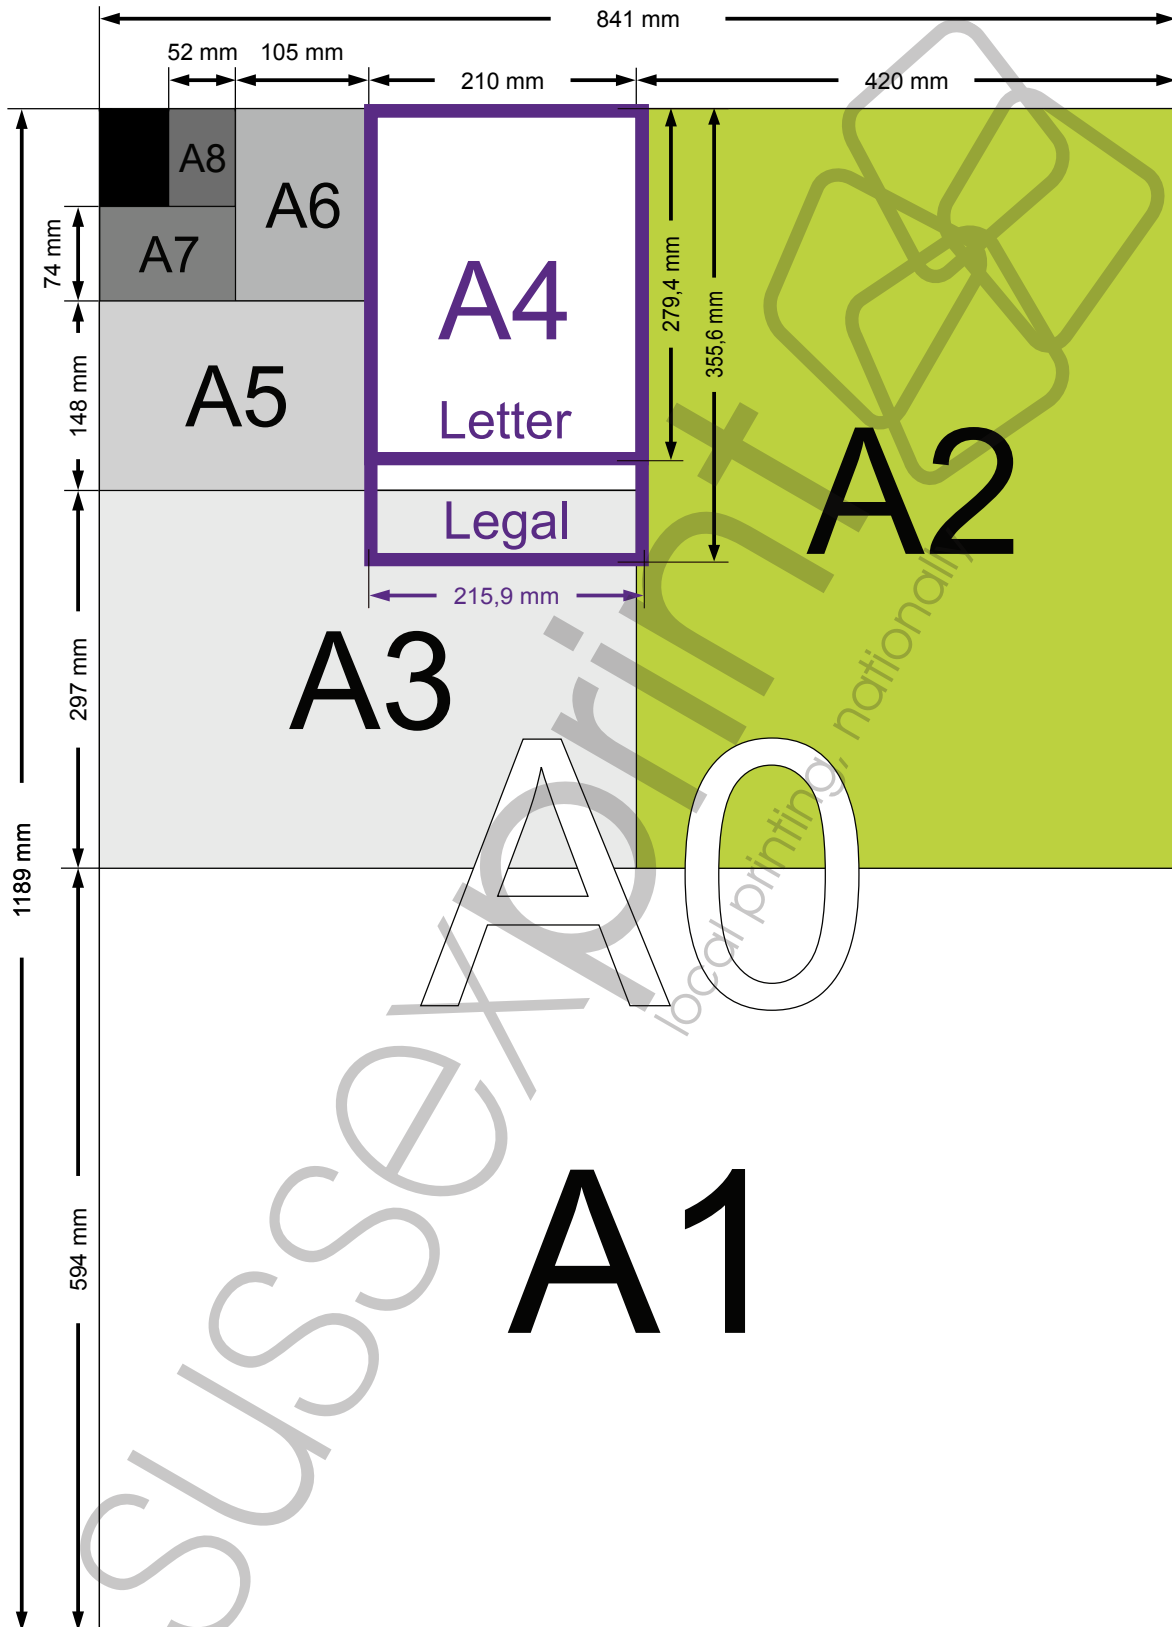 841 mm
52 mm
105 mm
210 mm
420 mm
A8
A6
A7
74 mm
A4
279,4 mm
355,6 mm
A5
148 mm
Letter
A2
Legal
215,9 mm
A3
297 mm
A0
1189 mm
A1
594 mm
sussexprint
local printing, nationally